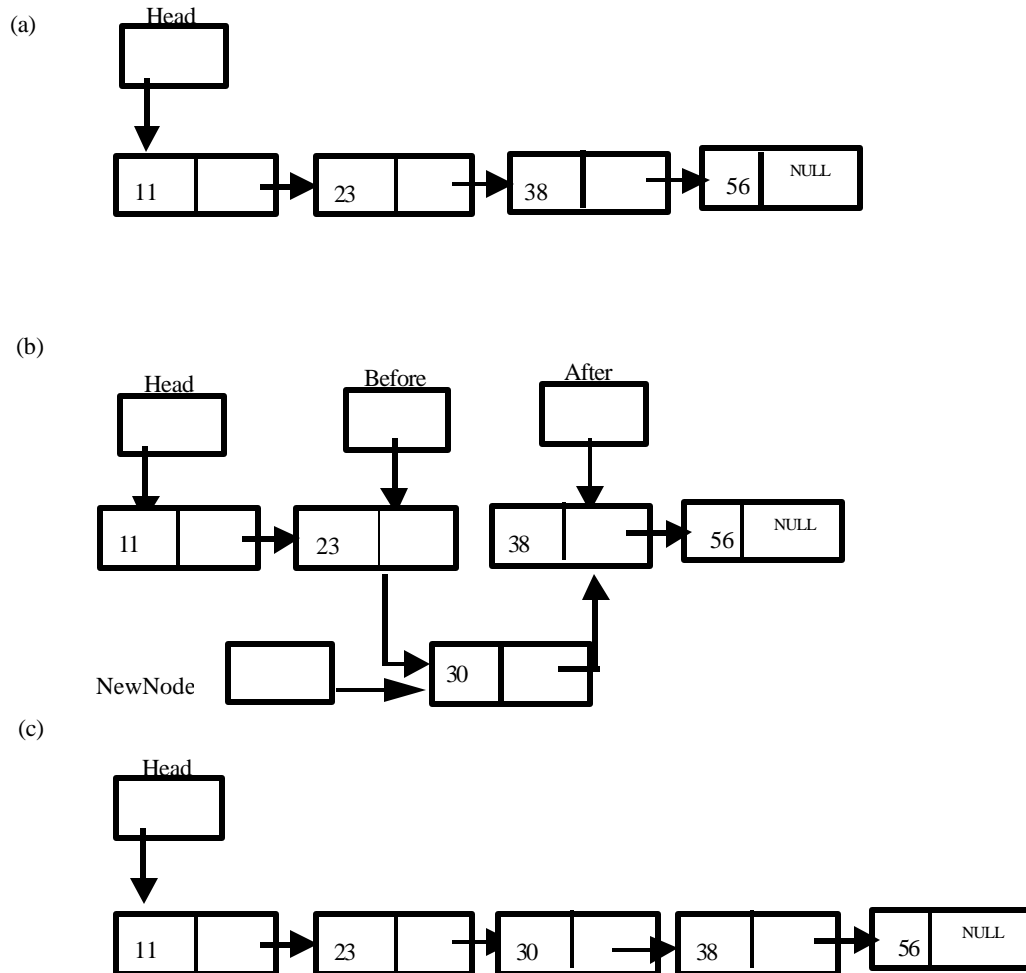 (a)
Head
11 23 38 56 NULL
(b)
Head Before After
11 23 38 56 NULL
30
NewNode
(c)
Head
11 23 30 38 56 NULL